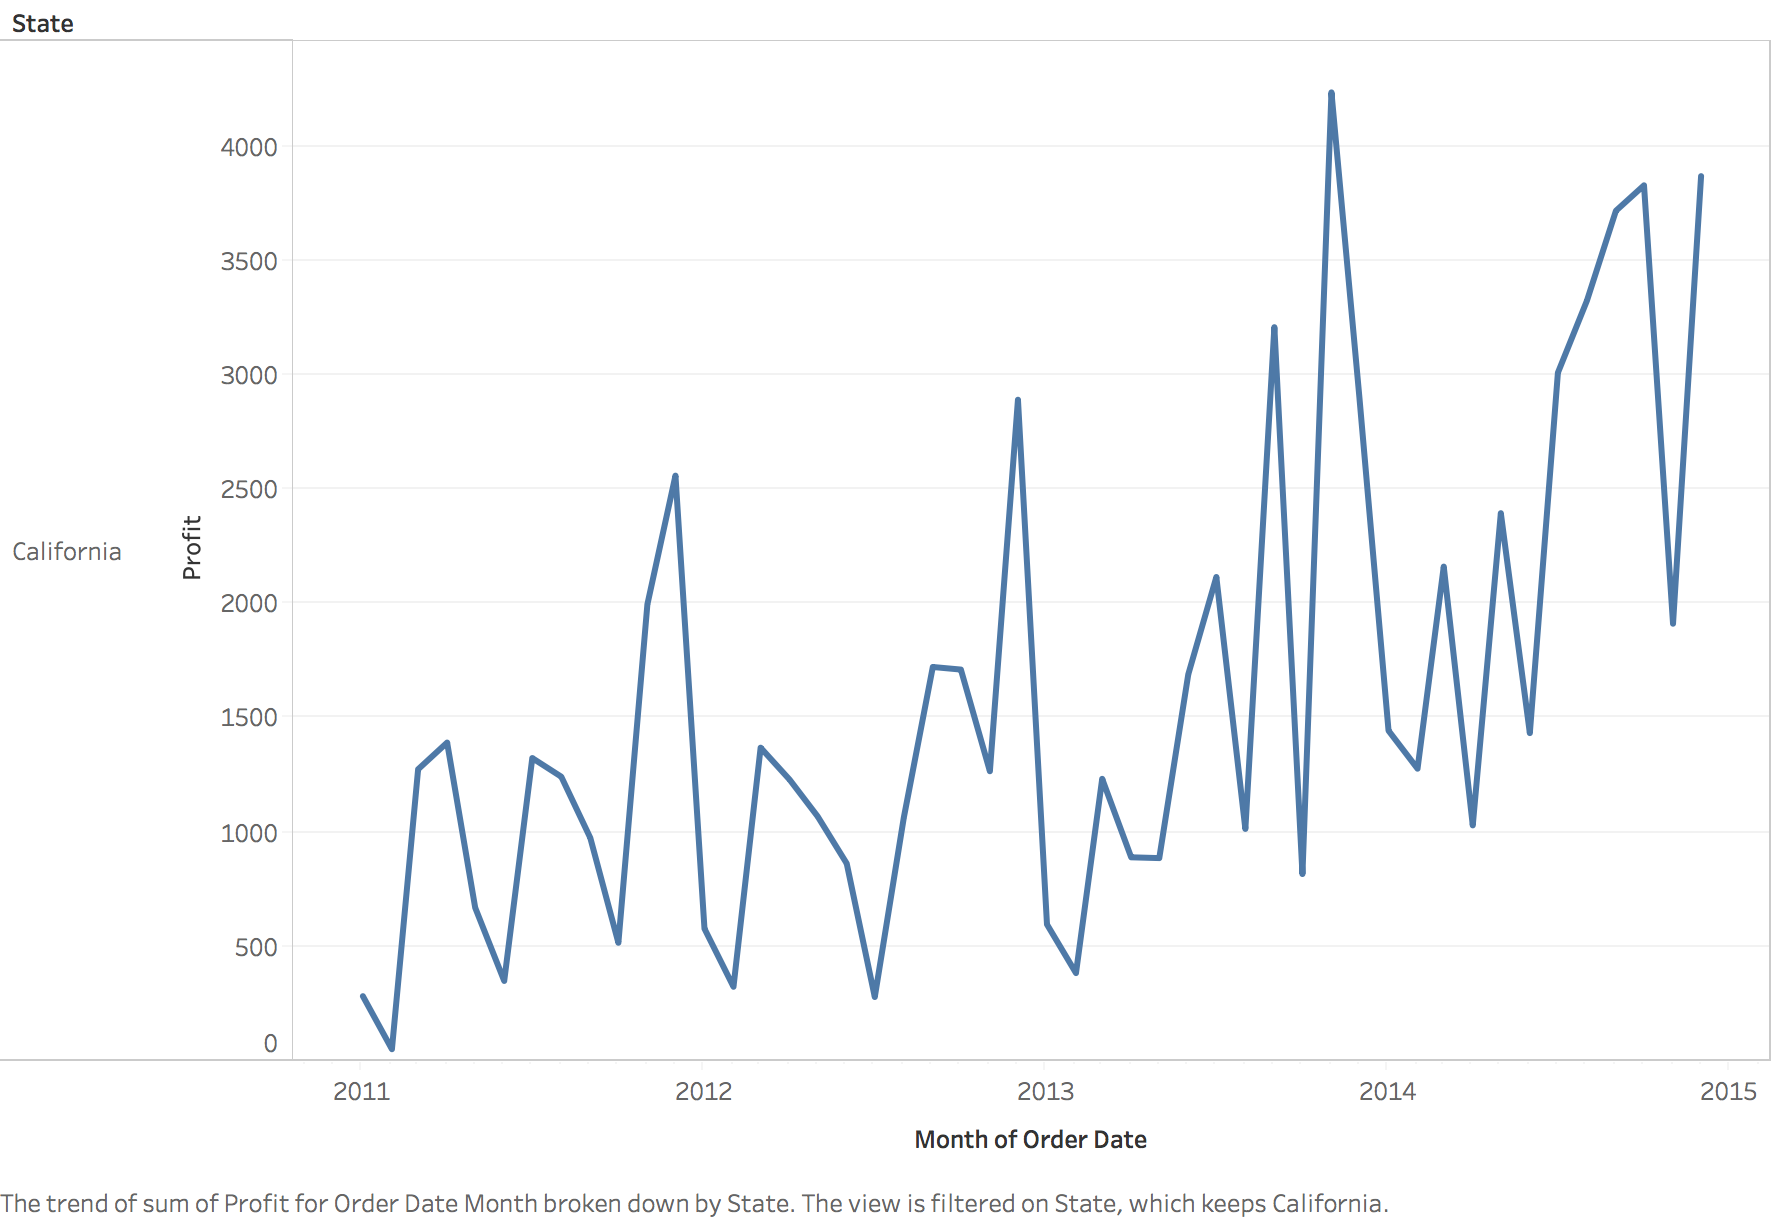 State
4000
3500
3000
2500
2000
1500
1000
500
0
Profit
California
2011 2012 2013 2014 2015
Month of Order Date
The trend of sum of Profit for Order Date Month broken down by State. The view is filtered on State, which keeps California.